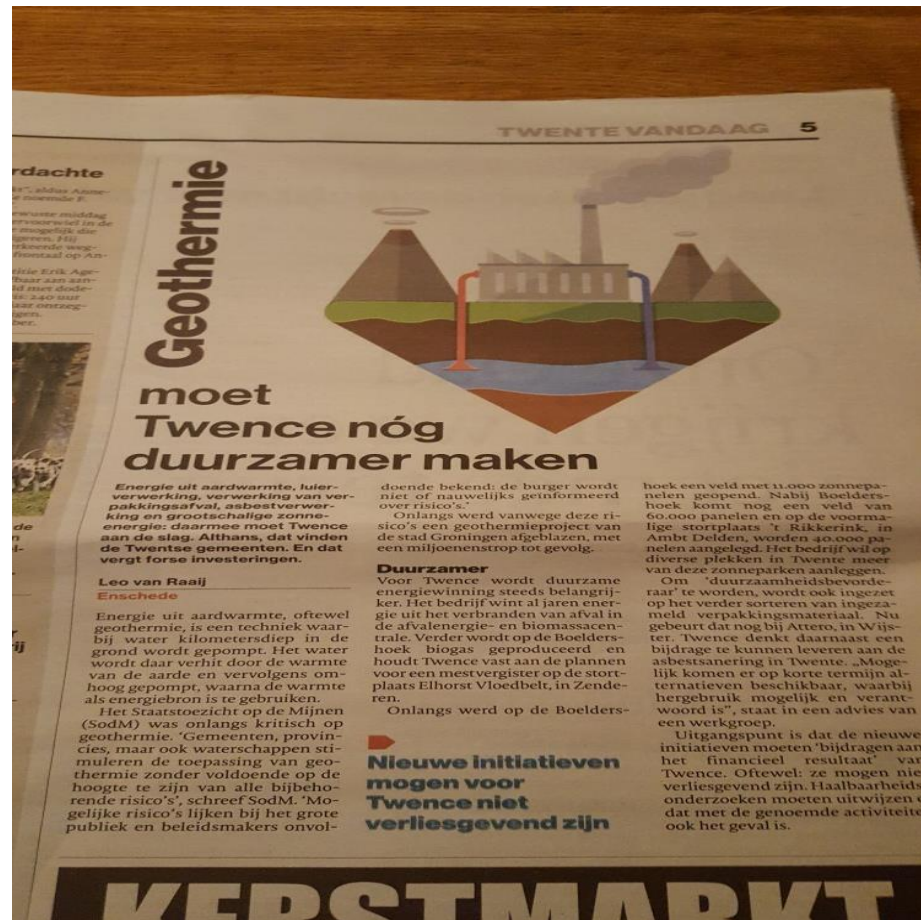 TWENTE VANDAAG 5
rdachte
Geothermie
moet
Twence nóg
duurzamer maken
Energie uit aardwarmte, luier-
verwerking, verwerking van ver-
pakkingsafval, asbestverwer-
king en grootschalige zonne-
energie: daarmee moet Twence
aan de slag. Althans, dat vinden
de Twentse gemeenten. En dat
vergt forse investeringen.
Leo van Raaij
Enschede
Energie uit aardwarmte, oftewel
geothermie, is een techniek waar-
bij water kilometersdiep in de
grond wordt gepompt. Het water
wordt daar verhit door de warmte
van de aarde en vervolgens om-
hoog gepompt, waarna de warmte
als energiebron is te gebruiken.
Het Staatstoezicht op de Mijnen
(SodM) was onlangs kritisch op
geothermie. 'Gemeenten, provin-
cies, maar ook waterschappen sti-
muleren de toepassing van geo-
thermie zonder voldoende op de
hoogte te zijn van alle bijbeho-
rende risico's', schreef SodM. 'Mo-
gelijke risico's lijken bij het grote
publiek en beleidsmakers onvol-
doende bekend: de burger wordt
niet of nauwelijks geïnformeerd
over risico's.'
Onlangs werd vanwege deze ri-
sico's een geothermieproject van
de stad Groningen afgeblazen, met
een miljoenenstrop tot gevolg.
Duurzamer
Voor Twence wordt duurzame
energiewinning steeds belangrij-
ker. Het bedrijf wint al jaren ener-
gie uit het verbranden van afval in
de afvalenergie- en biomassacen-
trale. Verder wordt op de Boelders-
hoek biogas geproduceerd en
houdt Twence vast aan de plannen
voor een mestvergister op de stort-
plaats Elhorst Vloedbelt, in Zende-
ren.
Onlangs werd op de Boelders-
Nieuwe initiatieven
mogen voor
Twence niet
verliesgevend zijn
hoek een veld met 11.000 zonnepa-
nelen geopend. Nabij Boelders-
hoek komt nog een veld van
60.000 panelen en op de voorma-
lige stortplaats 't Rikkerink, in
Ambt Delden, worden 40.000 pa-
nelen aangelegd. Het bedrijf wil op
diverse plekken in Twente meer
van deze zonneparken aanleggen.
Om 'duurzaamheidsbevorde-
raar' te worden, wordt ook ingezet
op het verder sorteren van ingeza-
meld verpakkingsmateriaal. Nu
gebeurt dat nog bij Attero, in Wijs-
ter. Twence denkt daarnaast een
bijdrage te kunnen leveren aan de
asbestsanering in Twente. „Moge-
lijk komen er op korte termijn al-
ternatieven beschikbaar, waarbij
hergebruik mogelijk en verant-
woord is", staat in een advies van
een werkgroep.
Uitgangspunt is dat de nieuwe
initiatieven moeten 'bijdragen aan
het financieel resultaat' van
Twence. Oftewel: ze mogen nie
verliesgevend zijn. Haalbaarheids
onderzoeken moeten uitwijzen o
dat met de genoemde activiteite
ook het geval is.
KERSTMARKT